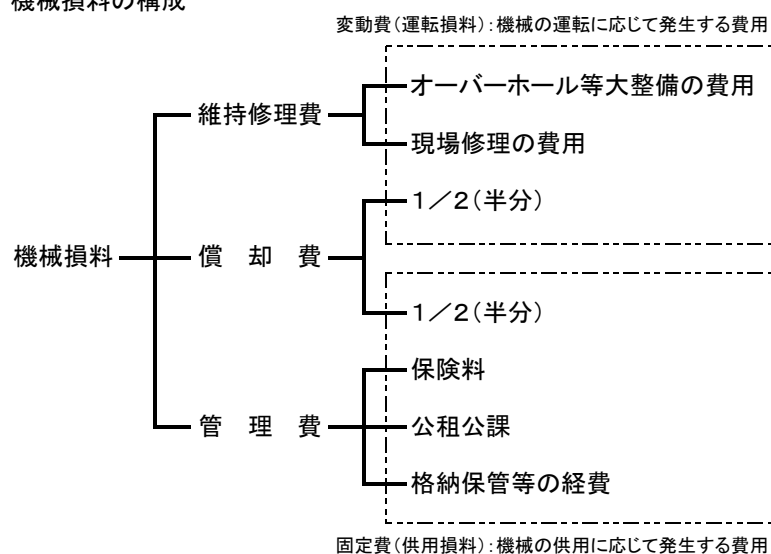 機械損料の構成
変動費(運転損料):機械の運転に応じて発生する費用
オーバーホール等大整備の費用
維持修理費
現場修理の費用
1/2(半分)
機械損料
償却費
1/2(半分)
保険料
管理費
公租公課
格納保管等の経費
固定費(供用損料):機械の供用に応じて発生する費用